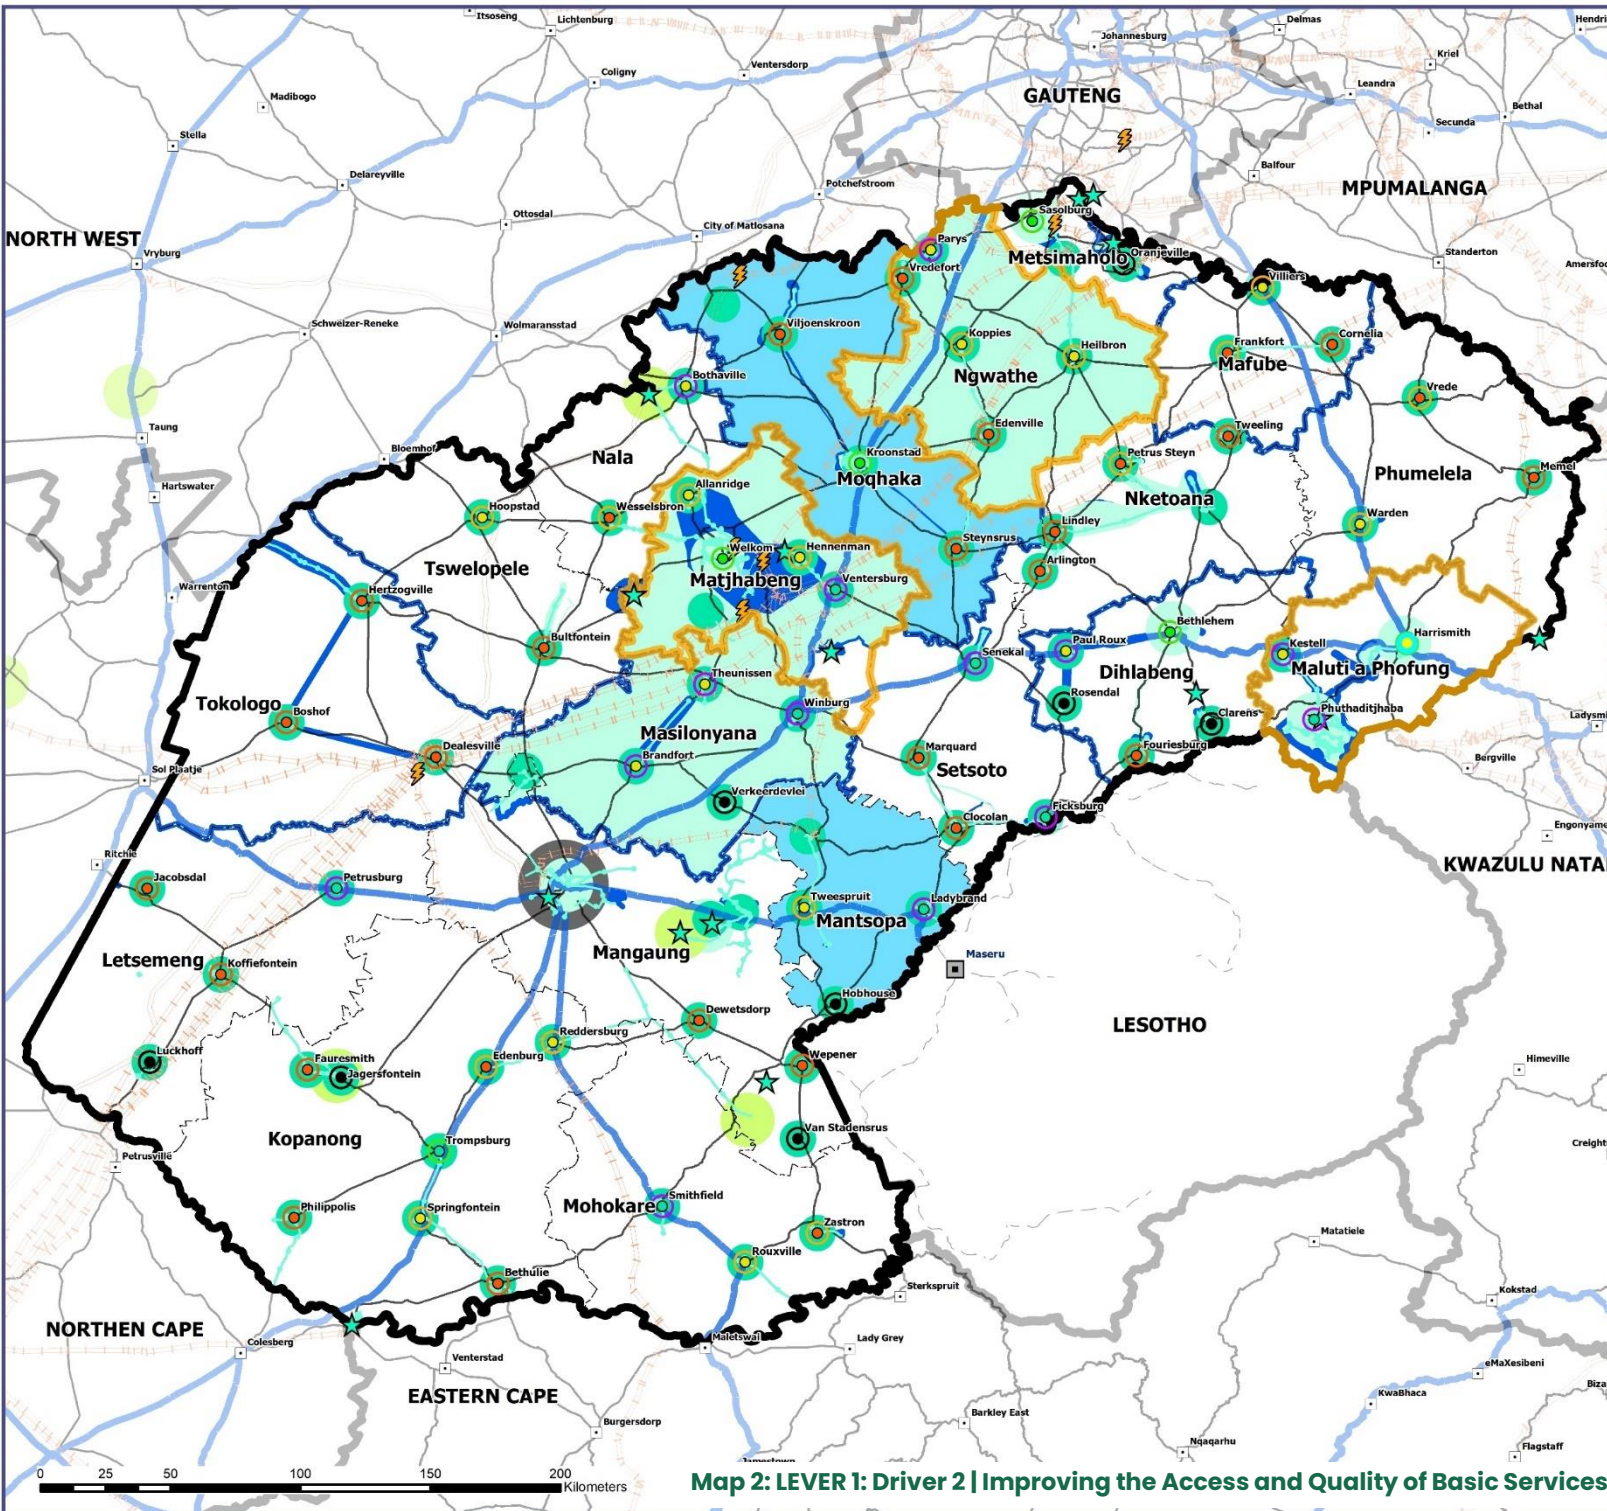 Itsoseng
Lichtenburg
Delmas
Hendri
Johannesburg
Kriel
Ventersdorp
Coligny
Leandra
GAUTENG
Madibogo
Bethal
Secunda
Stella
Balfour
Delareyville
Potchefstroom
MPUMALANGA
Ottosdal
Sasolburg
City of Matlosana
NORTH WEST
Parys
Vryburg
Metsimaholo
Oranjeville
Standerton
Amersfoo
Vredefort
Villiers
Schweizer-Reneke
Wolmaransstad
Viljoenskroon
Koppies
Heilbron
Frankfort
Cornelia
Mafube
Ngwathe
Bothaville
Vrede
Taung
Edenville
Tweeling
Bloemhof
Nala
Kroonstad
Petrus Steyn
Phumelela
Memel
Moqhaka
Hartswater
Allanridge
Nketoana
Hoopstad
Wesselsbron
Warden
Lindley
Steynsrus
Welkom
Hennenman
Arlington
Tswelopele
Matjhabeng
Ventersburg
Warrenton
Hertzogville
Bethlehem
Harrismith
Bultfontein
Paul Roux
Kestell
Senekal
Dihlabeng
Maluti a Phofung
Theunissen
Rosendal
Tokologo
Winburg
Phuthaditjhaba
Boshof
Clarens
Ladysmi
Masilonyana
Dealesville
Marquard
Fouriesburg
Brandfort
Setsoto
Bergville
Sol Plaatje
Verkeerdevlei
Ficksburg
Clocolan
Engonyame
Ritchie
KWAZULU NATA
Jacobsdal
Petrusburg
Tweespruit
Ladybrand
Mantsopa
Mangaung
Maseru
Letsemeng
Koffiefontein
Hobhouse
Dewetsdorp
LESOTHO
Reddersburg
Luckhoff
Fauresmith
Edenburg
Wepener
Jagersfontein
Himeville
Van Stadensrus
Kopanong
Trompsburg
Creight
Petrusville
Smithfield
Mohokare
Philippolis
Springfontein
Zastron
Matatiele
Rouxville
Bethulie
Sterkspruit
Kokstad
NORTHEN CAPE
Maletswai
Lady Grey
Colesberg
Venterstad
eMaXesibeni
EASTERN CAPE
KwaBhaca
Biza
Barkley East
Burgersdorp
Nqaqarhu
Flagstaff
Jamestown
0 25 50 100 150 200
Kilometers
Map 2: LEVER 1: Driver 2 | Improving the Access and Quality of Basic Services